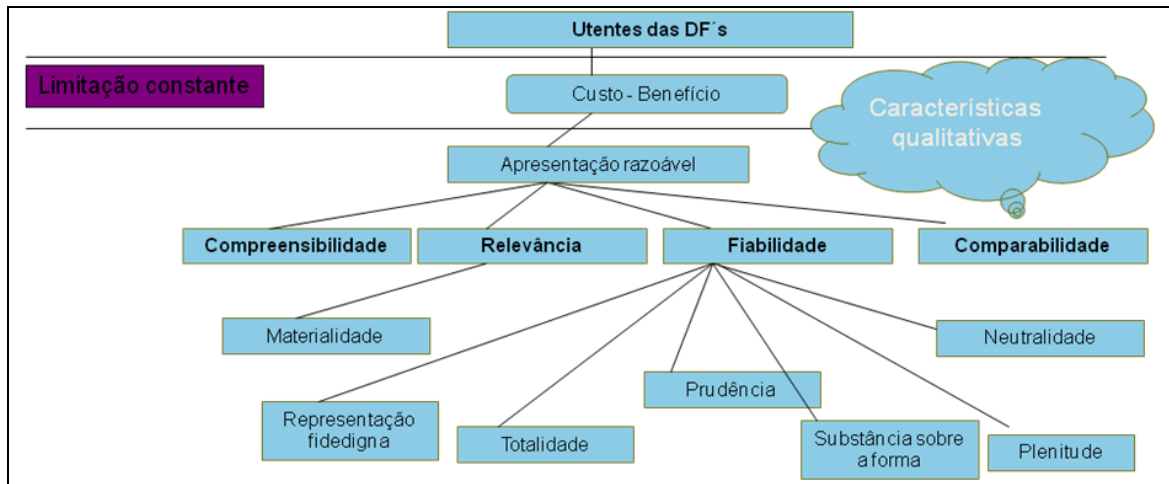 Utentes das DF´s
Limitação constante
Custo - Benefício
Características
qualitativas
Apresentação razoável
Compreensibilidade
Relevância
Fiabilidade
Comparabilidade
Materialidade
Neutralidade
Prudência
Representação
fidedigna
Totalidade
Substância sobre
a forma
Plenitude